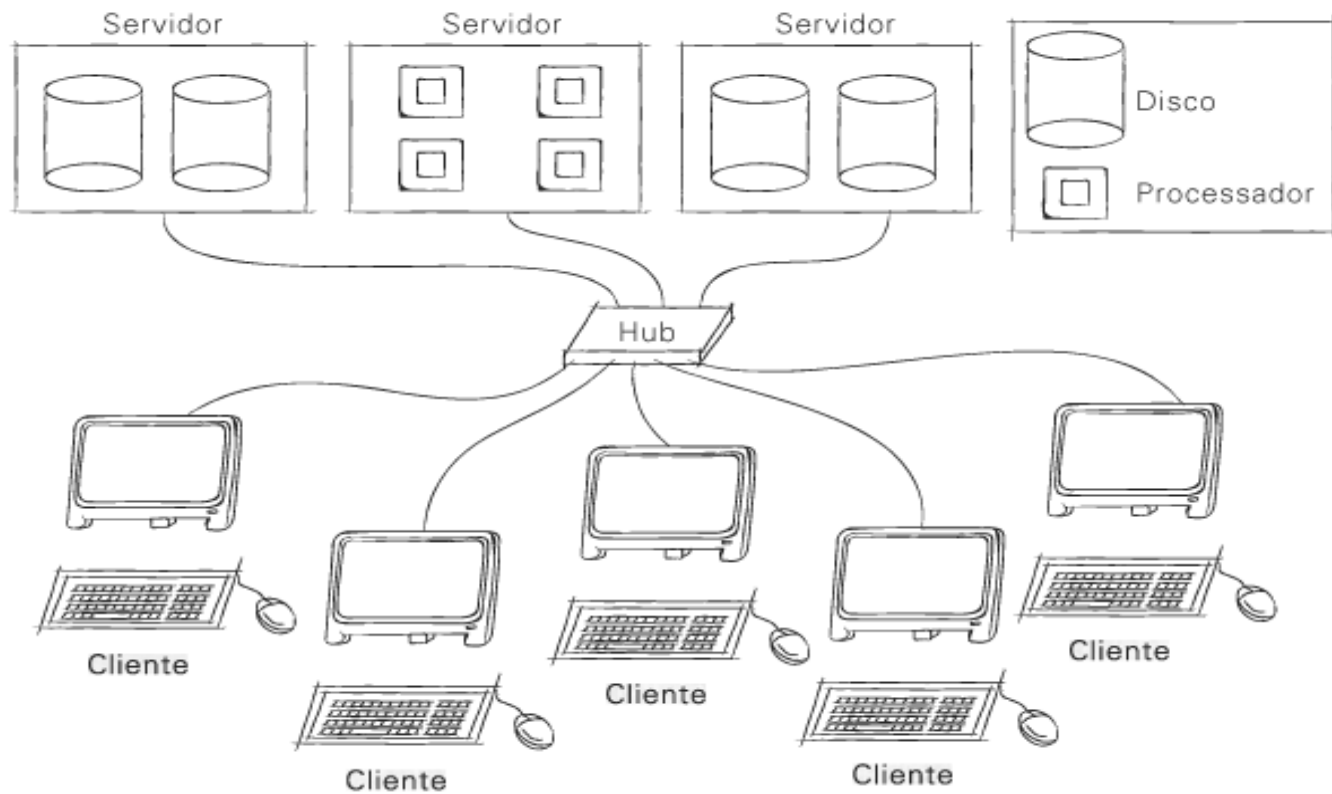 Servidor
Servidor
Servidor
Disco
Processador
Hub
Cliente
Cliente
Cliente
Cliente
Cliente